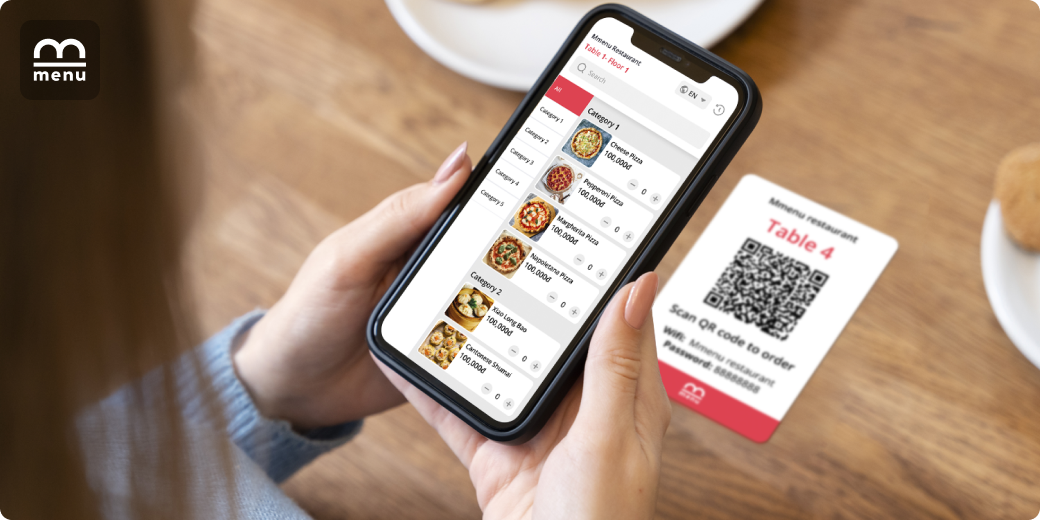 menu
Mmenu Restaurant
Table 1- Floor 1
Search
EN
All
Category 1
Category 2
Category 3
Category 4
Category 5
Category 1
Cheese Pizza
100,000đ
0
Pepperoni Pizza
100,000đ
0
Margherita Pizza
100,000đ
0
Napoletana Pizza
100,000đ
0
Category 2
Xiao Long Bao
100,000đ
0
Cantonese Shumai
100,000đ
0
Mmenu restaurant
Table 4
Scan QR code to order
Wifi: Mmenu restaurant
Password: 88888888
menu